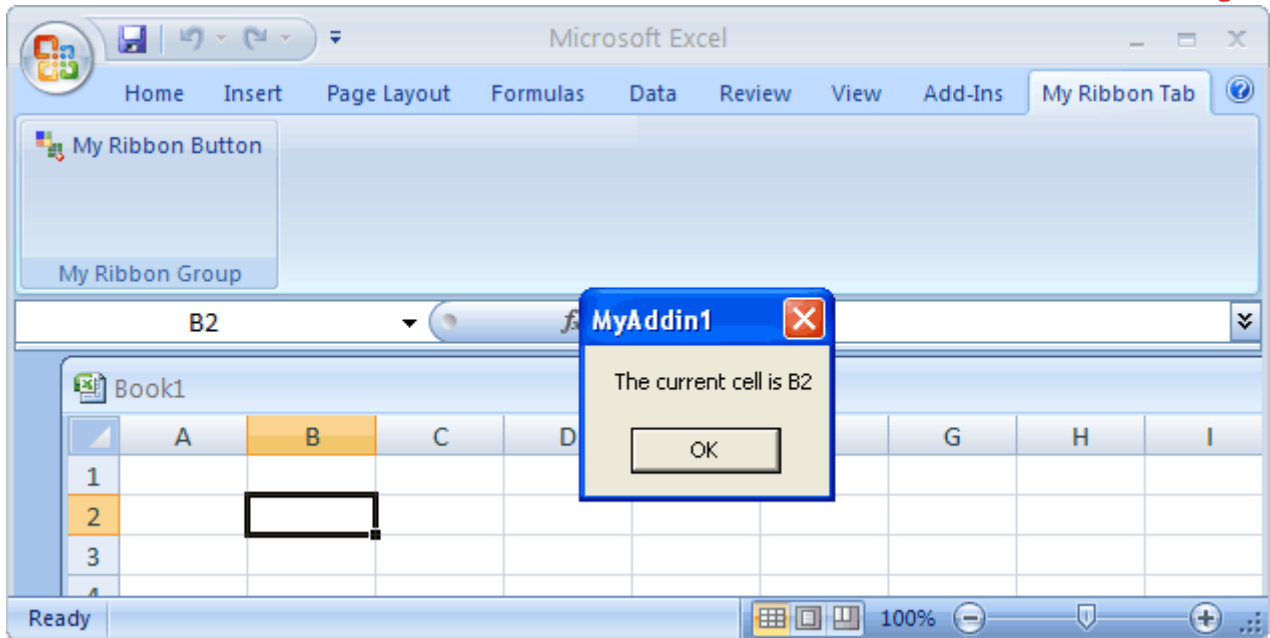 Microsoft Excel
Home Insert Page Layout Formulas Data Review View Add-Ins My Ribbon Tab
My Ribbon Button
My Ribbon Group
B2
MyAddin1
The current cell is B2
OK
Book1
A B C D G H I
1
2
3
Ready 100%